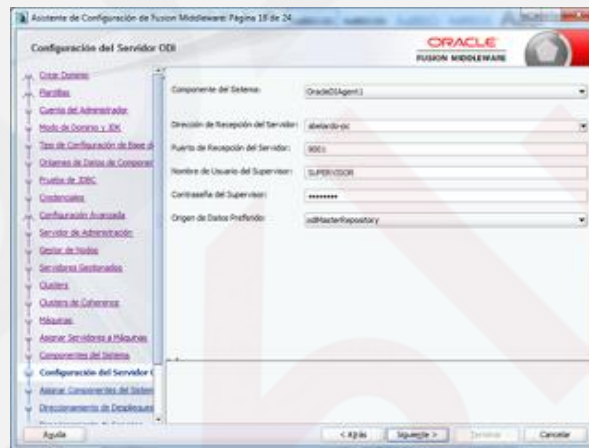 Asistente de Configuración de Fusion Middleware: Página 18 de 24
Configuración del Servidor ODI
ORACLE
FUSION MIDDLEWARE
Crear Dominio
Plantillas
Cuenta del Administrador
Modo de Dominio y JDK
Tipo de Configuración de Base d
Orígenes de Datos de Componen
Prueba de JDBC
Credenciales
Configuración Avanzada
Servidor de Administración
Gestor de Nodos
Servidores Gestionados
Clusters
Clusters de Coherence
Máquinas
Asignar Servidores a Máquinas
Componentes del Sistema
Configuración del Servidor
Asignar Componentes del Sistem
Direccionamiento de Despliegues
Componente del Sistema: OracleDIAgent1
Dirección de Recepción del Servidor: abelardo-pc
Puerto de Recepción del Servidor:
Nombre de Usuario del Supervisor: SUPERVISOR
Contraseña del Supervisor: ••••••••
Origen de Datos Preferido: odiMasterRepository
Ayuda
< Atrás
Siguiente >
Terminar
Cancelar